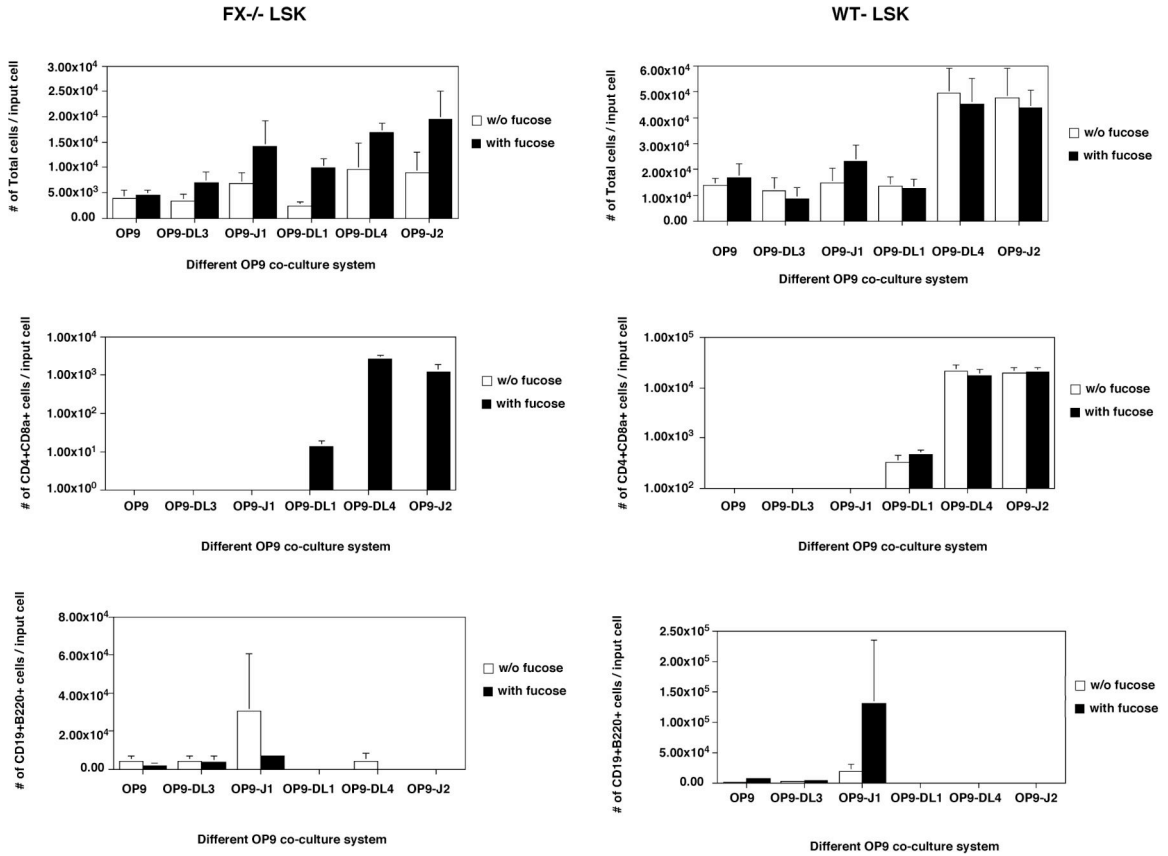 FX-/- LSK
# of Total cells / input cell
3.00x10⁴
2.50x10⁴
2.00x10⁴
1.50x10⁴
1.00x10⁴
5.00x10³
0.00
OP9 OP9-DL3 OP9-J1 OP9-DL1 OP9-DL4 OP9-J2
Different OP9 co-culture system
w/o fucose
with fucose
# of CD4+CD8a+ cells / input cell
1.00x10⁴
1.00x10³
1.00x10²
1.00x10¹
1.00x10⁰
OP9 OP9-DL3 OP9-J1 OP9-DL1 OP9-DL4 OP9-J2
Different OP9 co-culture system
w/o fucose
with fucose
# of CD19+B220+ cells / input cell
8.00x10⁴
6.00x10⁴
4.00x10⁴
2.00x10⁴
0.00
OP9 OP9-DL3 OP9-J1 OP9-DL1 OP9-DL4 OP9-J2
Different OP9 co-culture system
w/o fucose
with fucose
WT- LSK
# of Total cells / input cell
6.00x10⁴
5.00x10⁴
4.00x10⁴
3.00x10⁴
2.00x10⁴
1.00x10⁴
0.00
OP9 OP9-DL3 OP9-J1 OP9-DL1 OP9-DL4 OP9-J2
Different OP9 co-culture system
w/o fucose
with fucose
# of CD4+CD8a+ cells / input cell
1.00x10⁵
1.00x10⁴
1.00x10³
1.00x10²
OP9 OP9-DL3 OP9-J1 OP9-DL1 OP9-DL4 OP9-J2
Different OP9 co-culture system
w/o fucose
with fucose
# of CD19+B220+ cells / input cell
2.50x10⁵
2.00x10⁵
1.50x10⁵
1.00x10⁵
5.00x10⁴
0.00
OP9 OP9-DL3 OP9-J1 OP9-DL1 OP9-DL4 OP9-J2
Different OP9 co-culture system
w/o fucose
with fucose